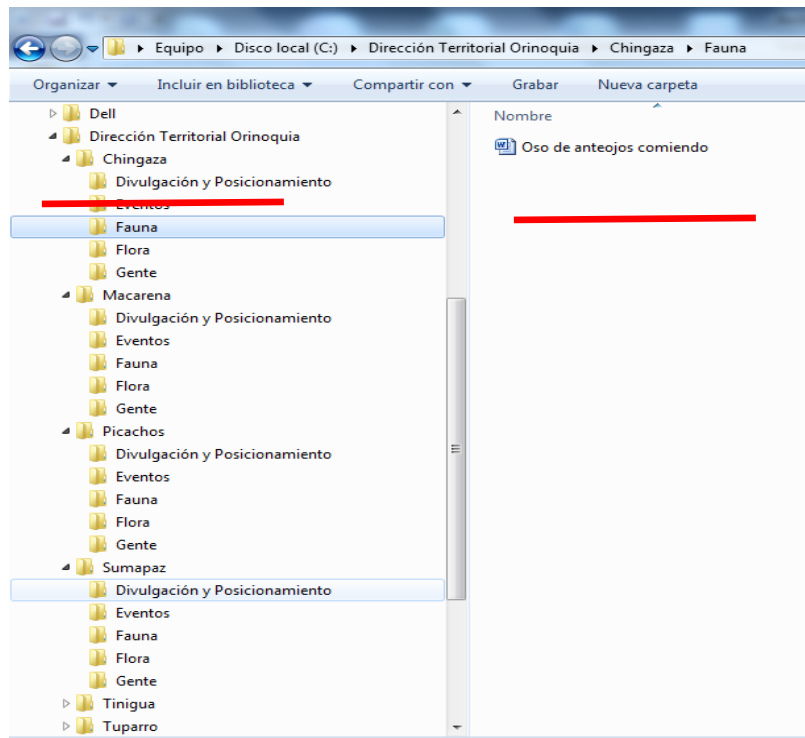 Equipo ▸ Disco local (C:) ▸ Dirección Territorial Orinoquia ▸ Chingaza ▸ Fauna
Organizar Incluir en biblioteca Compartir con Grabar Nueva carpeta
Dell
Dirección Territorial Orinoquia
Chingaza
Divulgación y Posicionamiento
Eventos
Fauna
Flora
Gente
Macarena
Divulgación y Posicionamiento
Eventos
Fauna
Flora
Gente
Picachos
Divulgación y Posicionamiento
Eventos
Fauna
Flora
Gente
Sumapaz
Divulgación y Posicionamiento
Eventos
Fauna
Flora
Gente
Tinigua
Tuparro
Nombre
Oso de anteojos comiendo